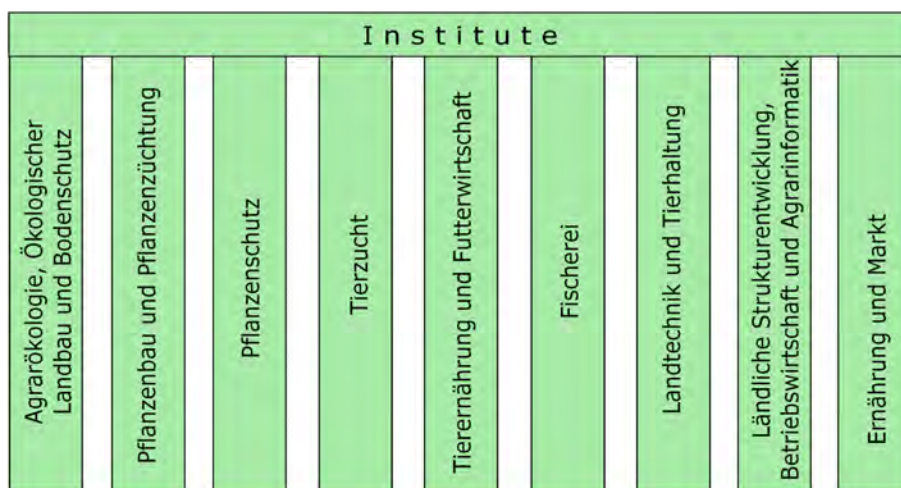 Institute
Agrarökologie, Ökologischer
Landbau und Bodenschutz
Pflanzenbau und Pflanzenzüchtung
Pflanzenschutz
Tierzucht
Tierernährung und Futterwirtschaft
Fischerei
Landtechnik und Tierhaltung
Ländliche Strukturentwicklung,
Betriebswirtschaft und Agrarinformatik
Ernährung und Markt